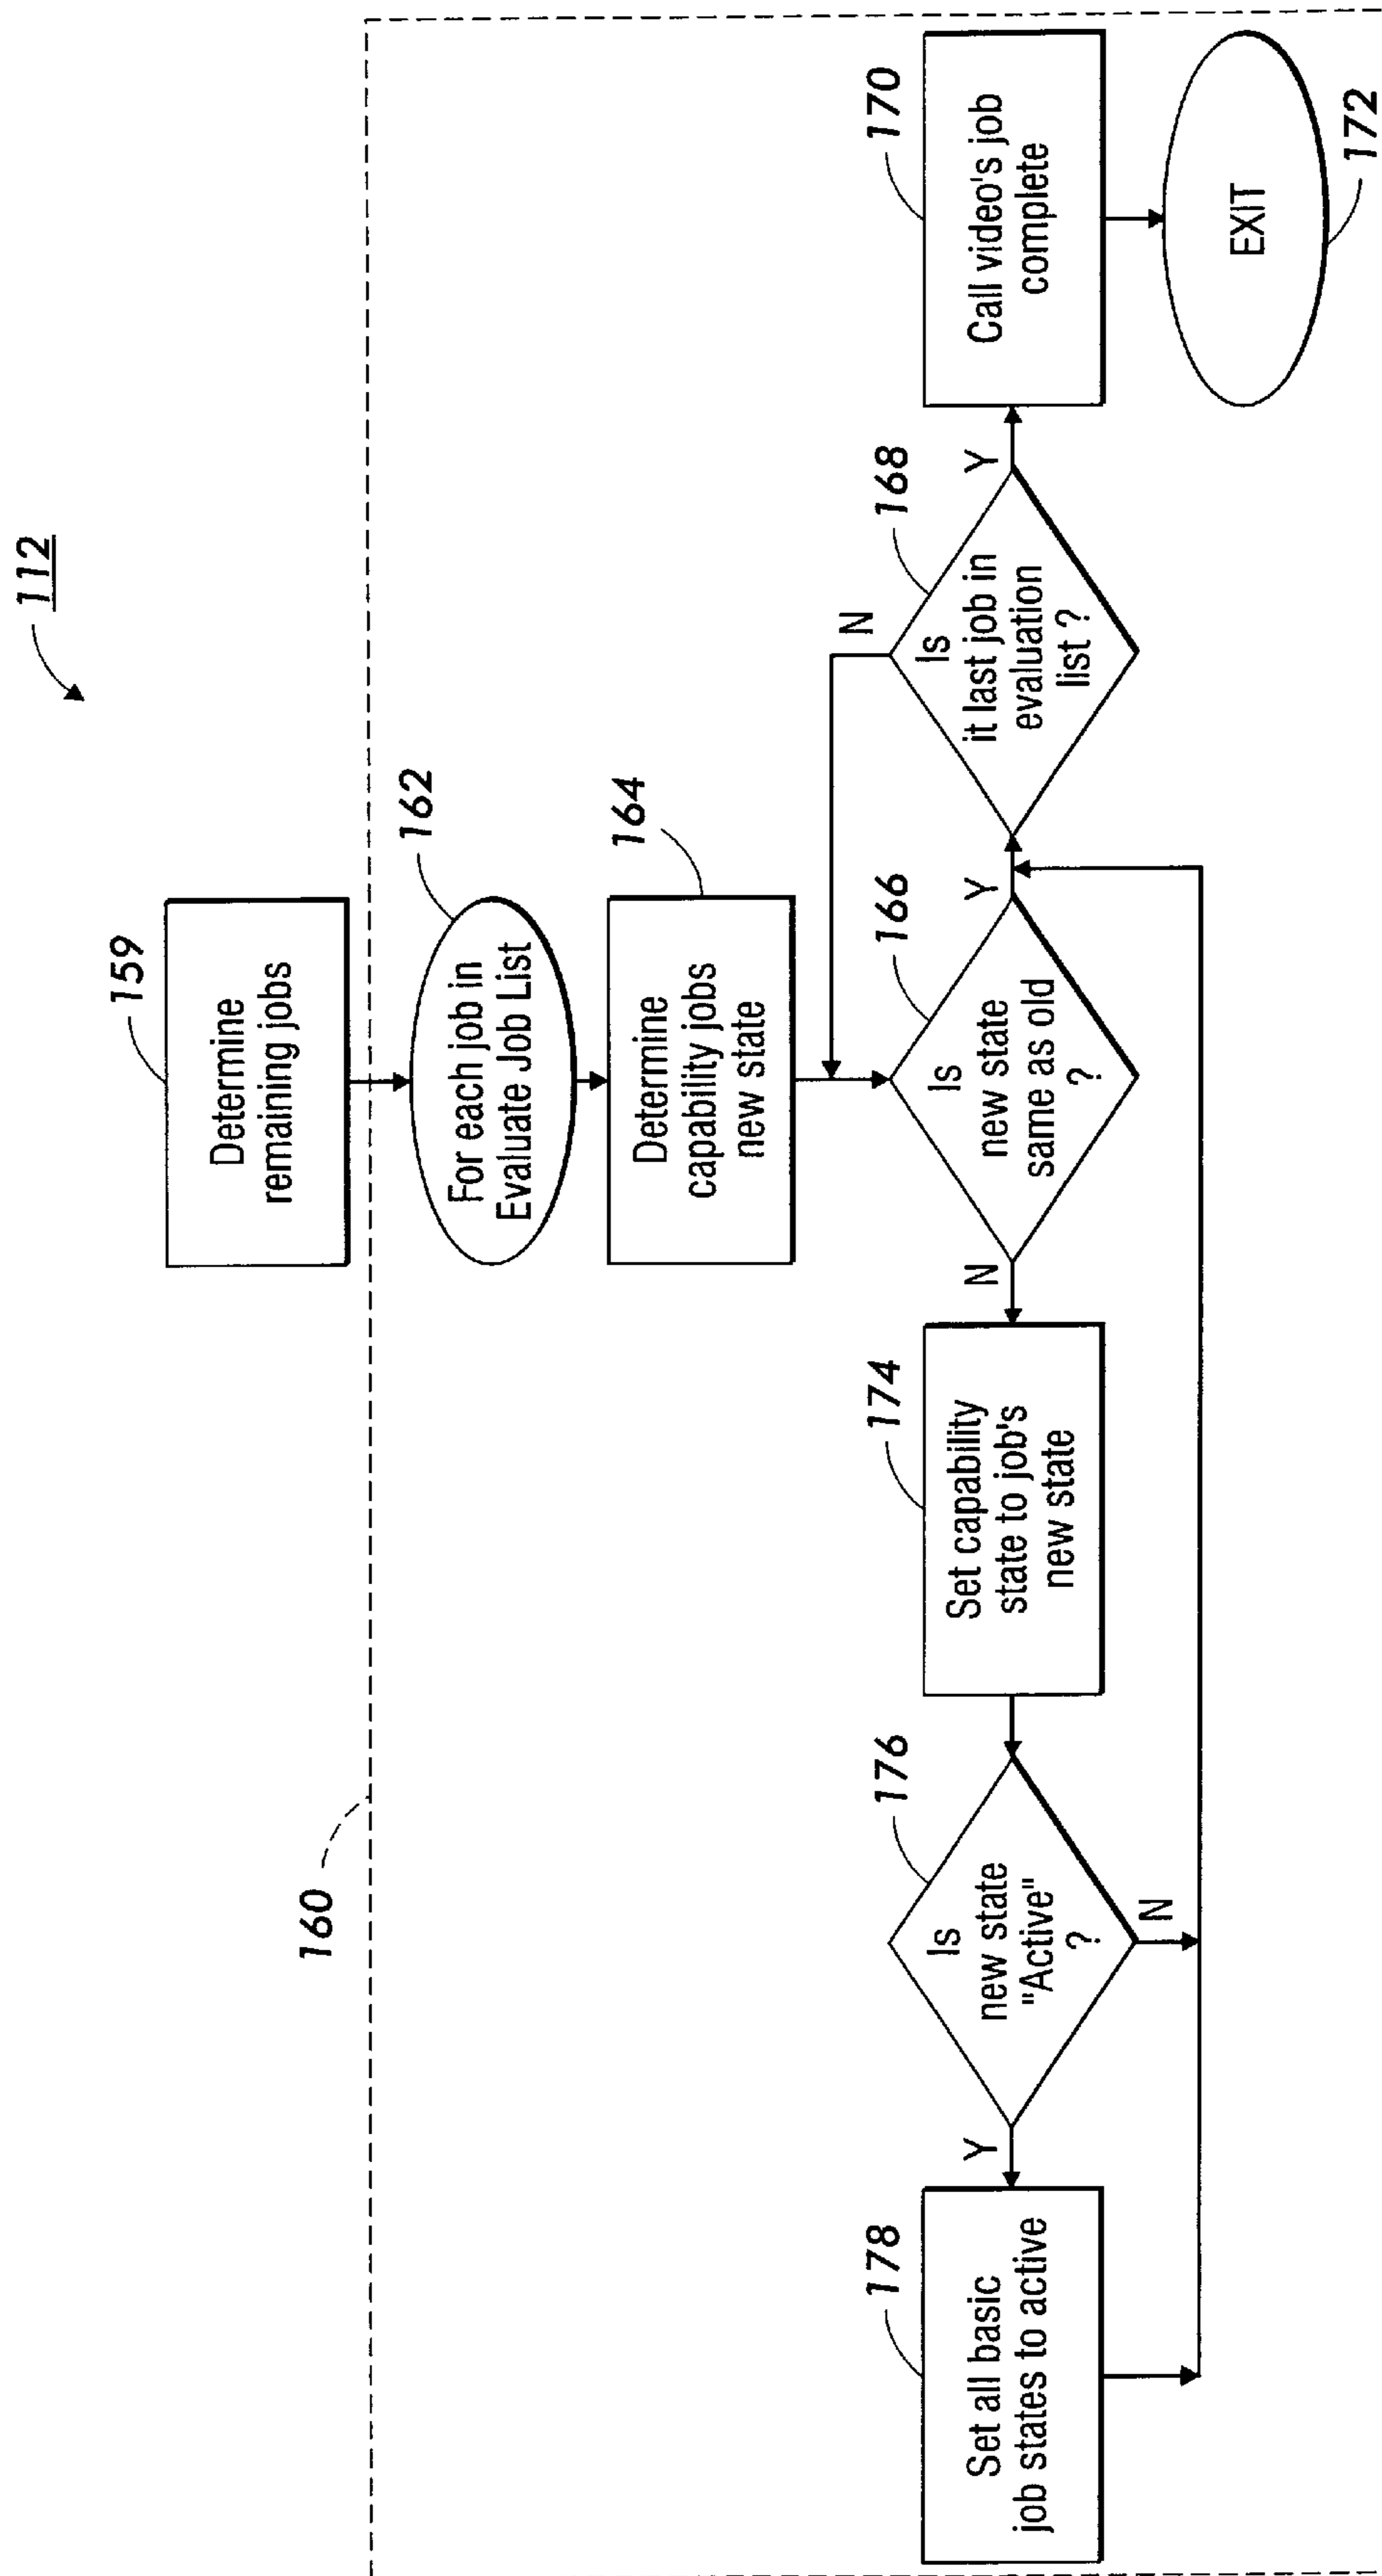 112
159
Determine
remaining jobs
160
162
For each job in
Evaluate Job List
164
Determine
capability jobs
new state
166
Is
new state
same as old
?
Y
N
168
Is
it last job in
evaluation
list ?
N
Y
170
Call video's job
complete
EXIT
172
174
Set capability
state to job's
new state
176
Is
new state
"Active"
?
Y
N
178
Set all basic
job states to active